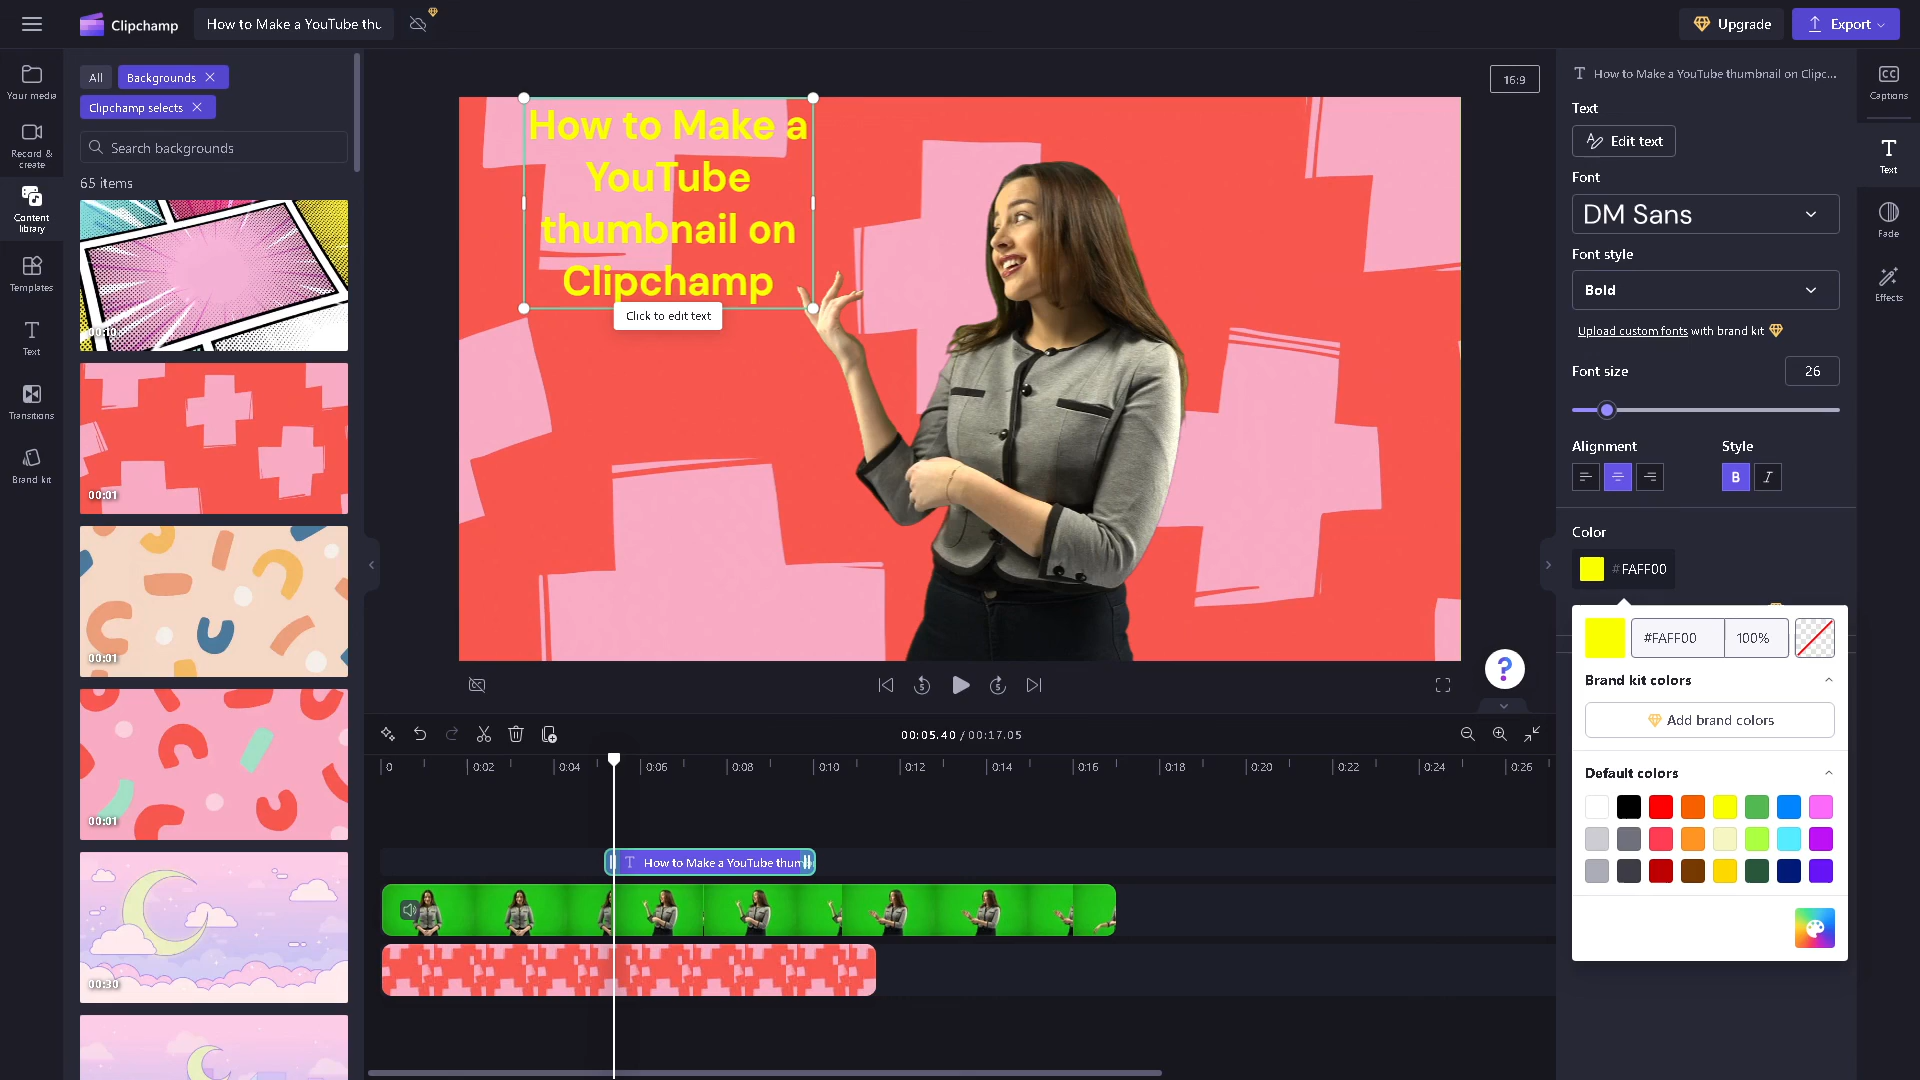 Clipchamp
How to Make a YouTube thu
Upgrade
Export
Your media
Record &
create
Content
library
Templates
Text
Transitions
Brand kit
All
Backgrounds
Clipchamp selects
Search backgrounds
65 items
00:10
00:01
00:01
00:01
00:30
16:9
How to Make a
YouTube
thumbnail on
Clipchamp
Click to edit text
5
5
?
00:05.40 / 00:17.05
0
0:02
0:04
0:06
0:08
0:10
0:12
0:14
0:16
0:18
0:20
0:22
0:24
0:26
T How to Make a YouTube thum
T How to Make a YouTube thumbnail on Clipc...
Text
Edit text
Font
DM Sans
Font style
Bold
Upload custom fonts with brand kit
Font size
26
Alignment
Style
B I
Color
# FAFF00
#FAFF00
100%
Brand kit colors
Add brand colors
Default colors
CC
Captions
T
Text
Fade
Effects